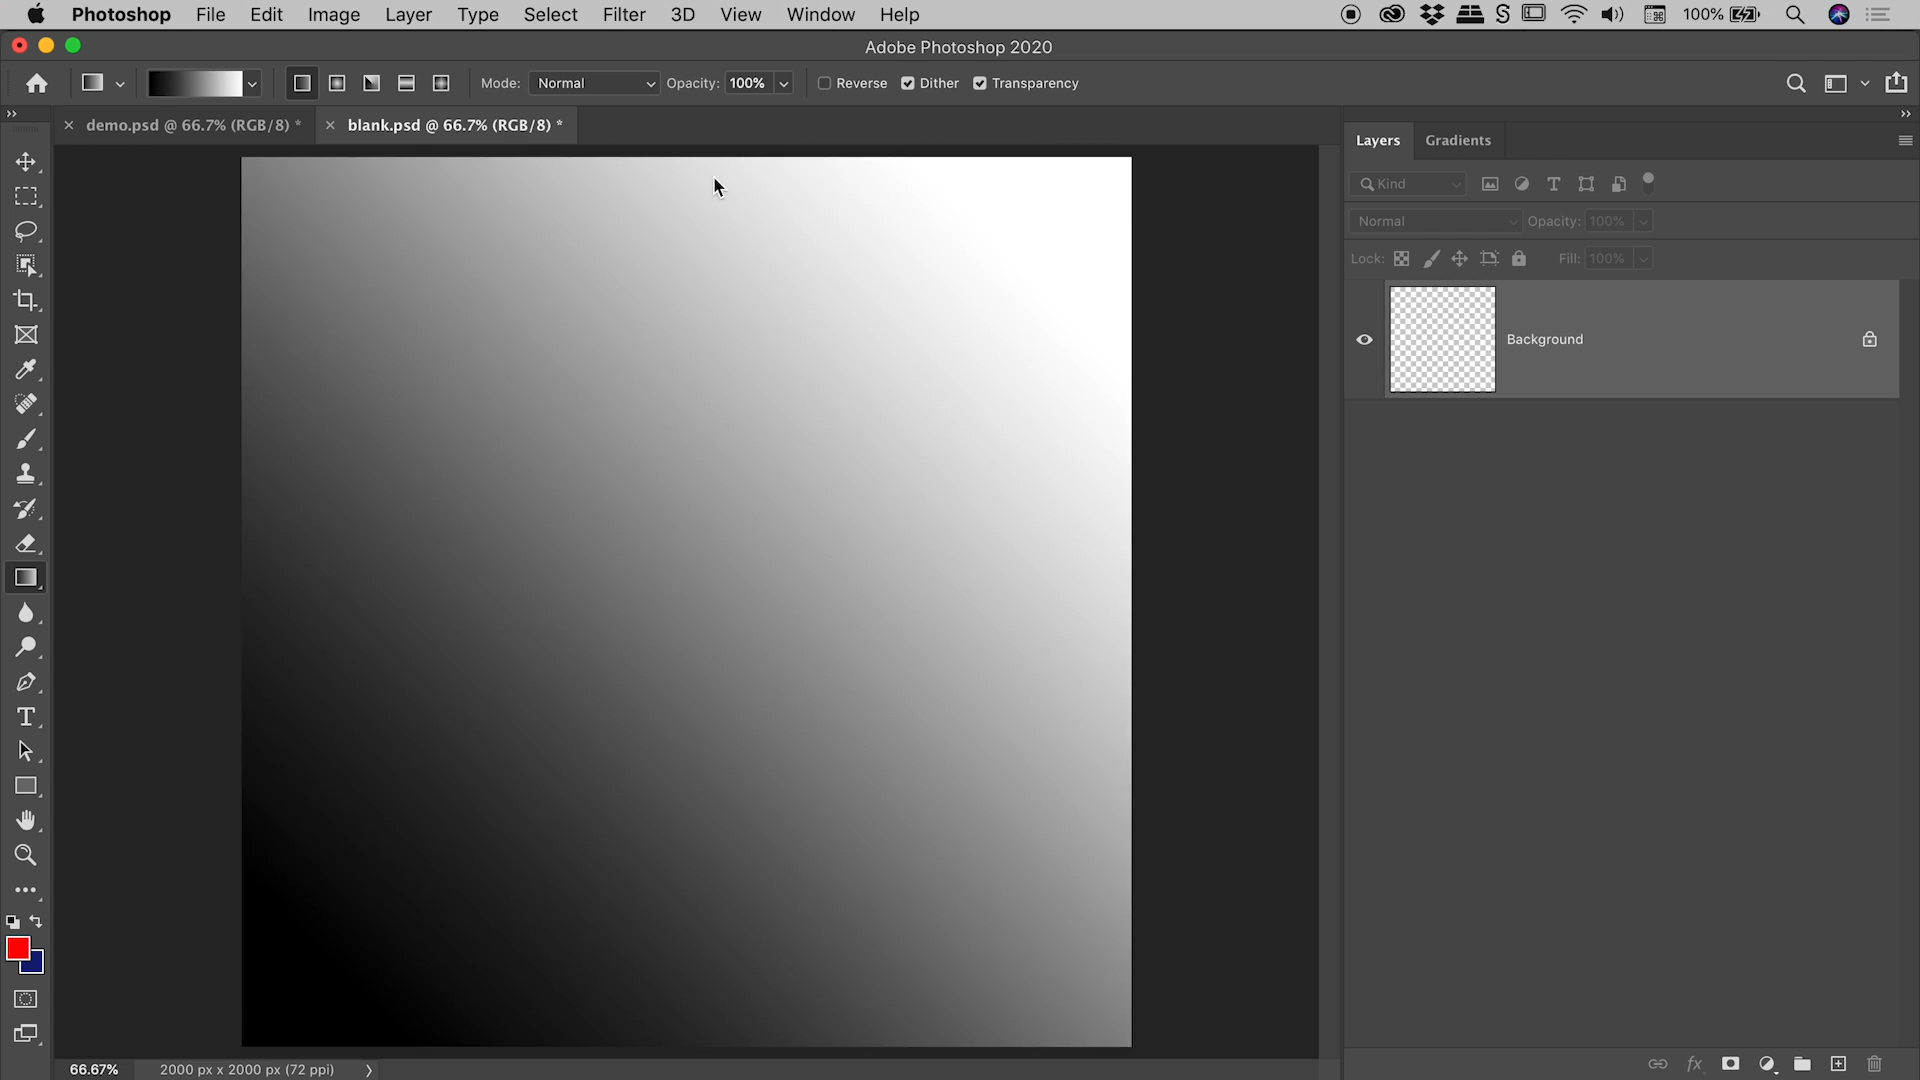 Photoshop File Edit Image Layer Type Select Filter 3D View Window Help 100%
Adobe Photoshop 2020
Mode: Normal Opacity: 100% Reverse Dither Transparency
demo.psd @ 66.7% (RGB/8) * blank.psd @ 66.7% (RGB/8) *
Layers Gradients
Kind
Normal Opacity: 100%
Lock: Fill: 100%
Background
66.67% 2000 px x 2000 px (72 ppi)